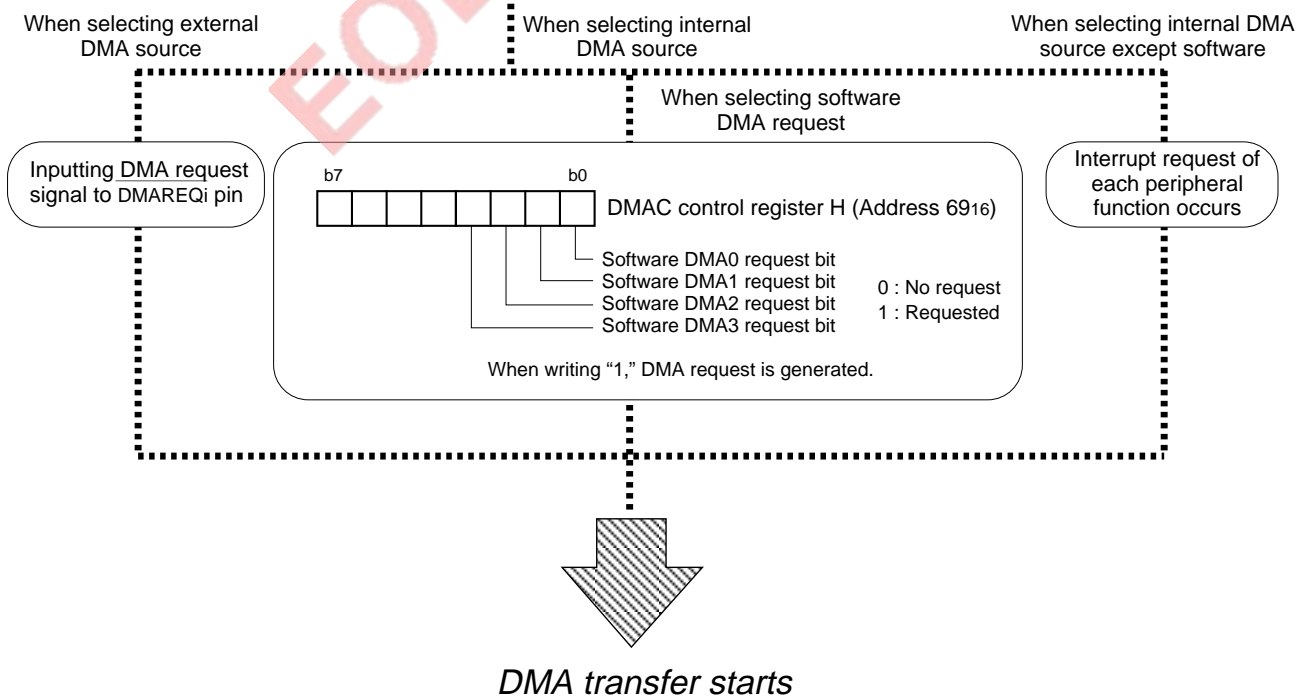 When selecting external
DMA source
When selecting internal
DMA source
When selecting internal DMA
source except software
When selecting software
DMA request
Inputting DMA request
signal to DMAREQi pin
b7 b0
DMAC control register H (Address 6916)
Software DMA0 request bit
Software DMA1 request bit
Software DMA2 request bit
Software DMA3 request bit
0 : No request
1 : Requested
When writing “1,” DMA request is generated.
Interrupt request of
each peripheral
function occurs
DMA transfer starts